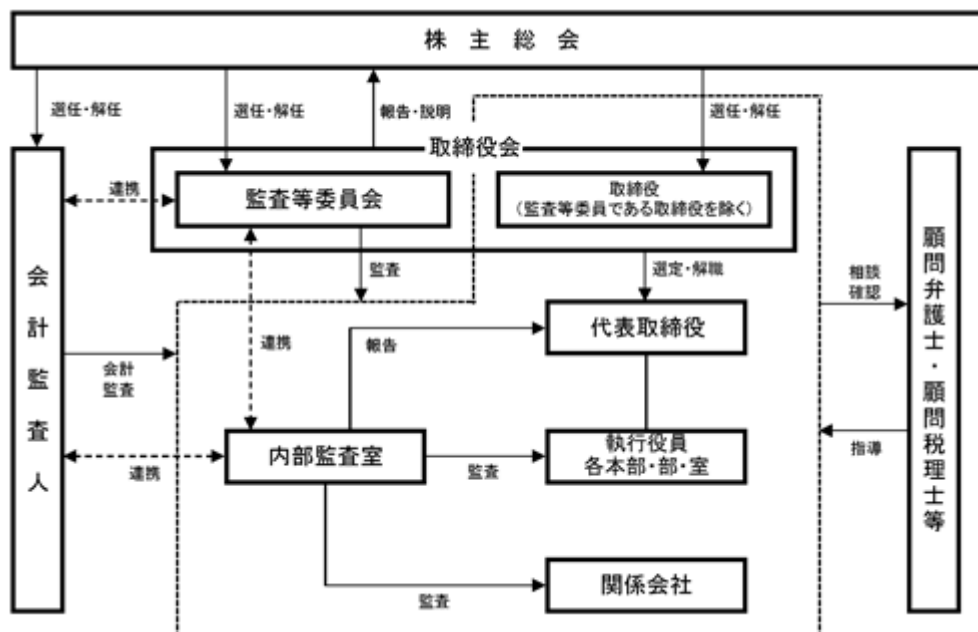 株主総会
選任・解任
選任・解任
報告・説明
選任・解任
取締役会
連携
監査等委員会
取締役
（監査等委員である取締役を除く）
監査
選定・解職
会計監査人
顧問弁護士・顧問税理士等
相談
確認
代表取締役
連携
報告
会計
監査
内部監査室
監査
執行役員
各本部・部・室
連携
指導
関係会社
監査